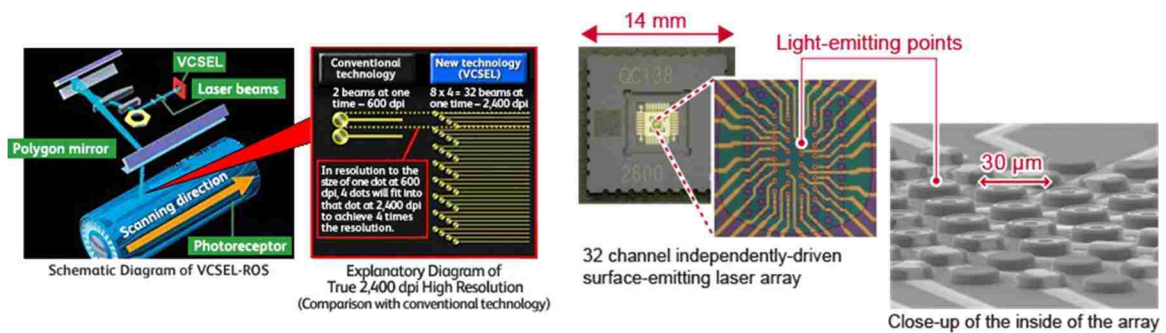 VCSEL
Laser beams
Polygon mirror
Scanning direction
Photoreceptor
Schematic Diagram of VCSEL-ROS
Conventional
technology
2 beams at one
time – 600 dpi
New technology
(VCSEL)
8 x 4= 32 beams at
one time – 2,400 dpi
In resolution to the
size of one dot at 600
dpi, 4 dots will fit into
that dot at 2,400 dpi
to achieve 4 times
the resolution.
Explanatory Diagram of
True 2,400 dpi High Resolution
(Comparison with conventional technology)
14 mm
QC138
2600
Light-emitting points
32 channel independently-driven
surface-emitting laser array
30 μm
Close-up of the inside of the array